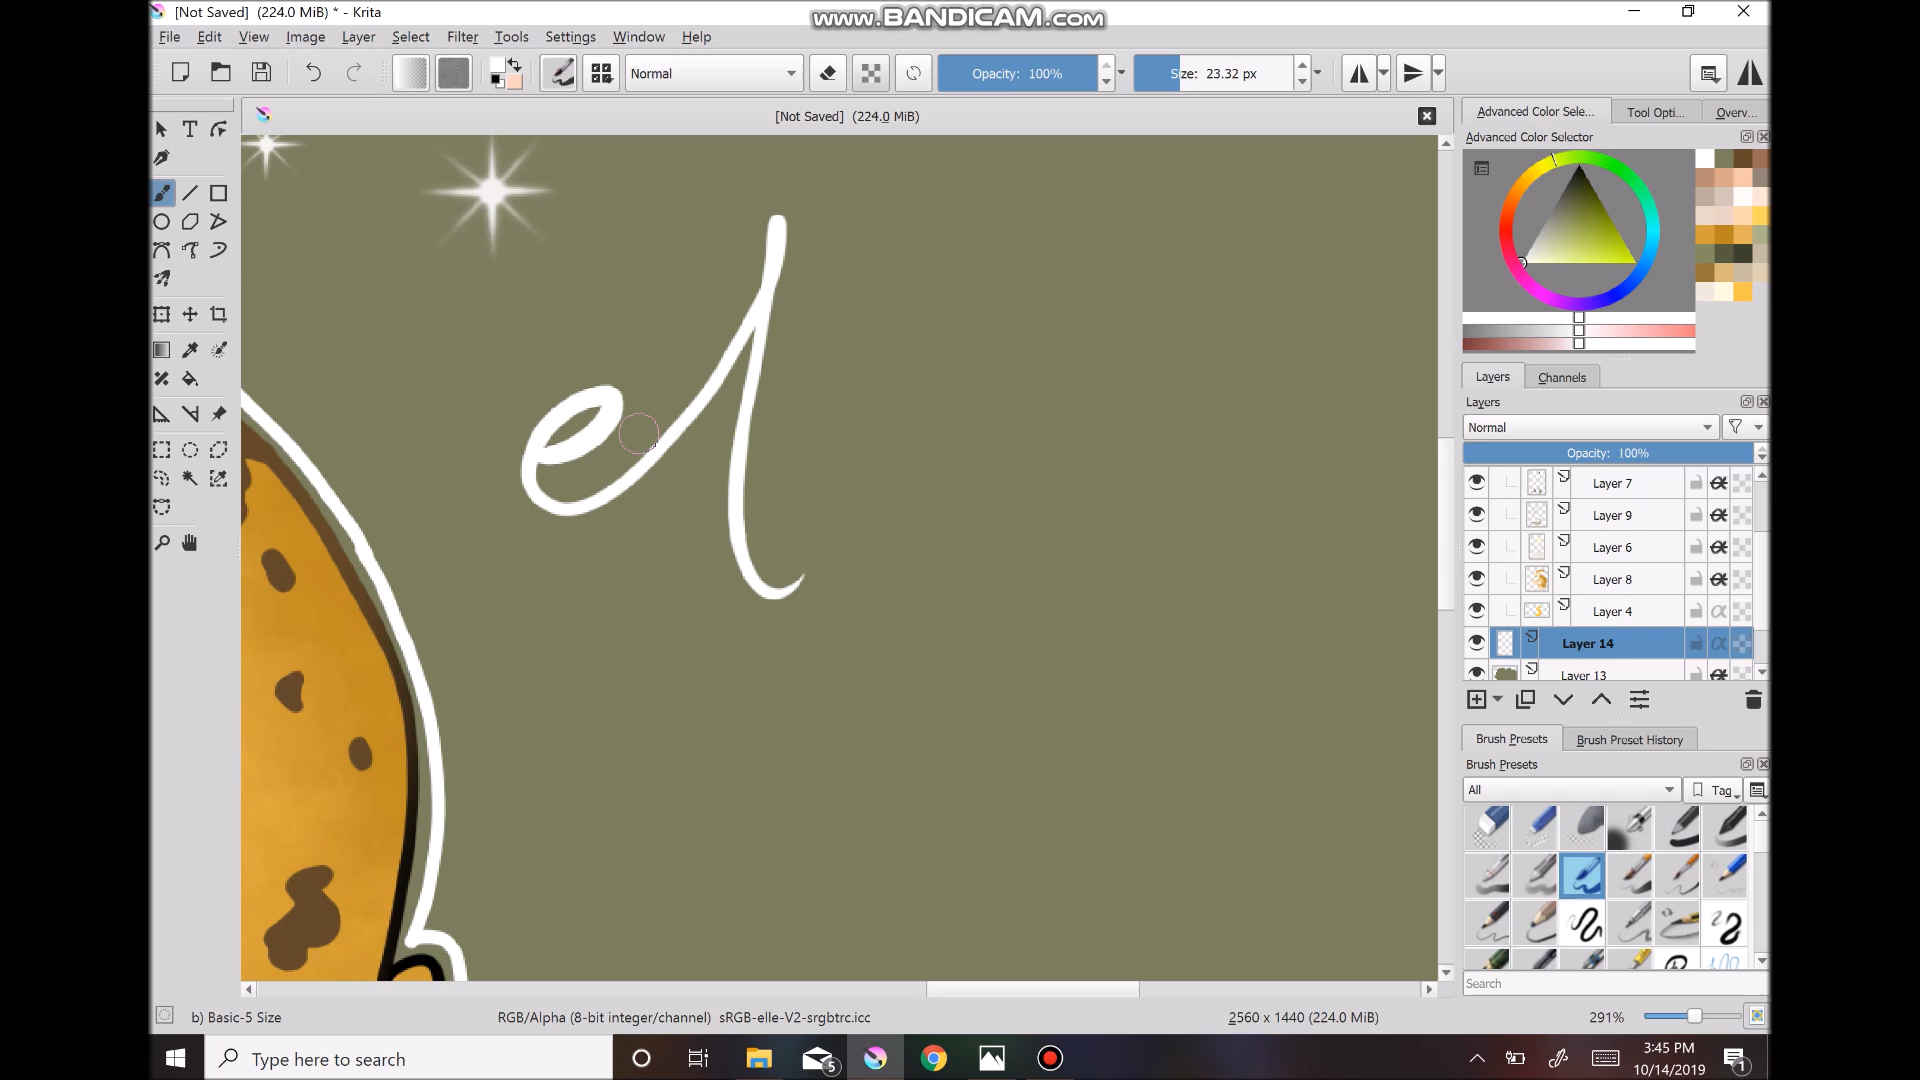 [Not Saved] (224.0 MiB) * - Krita
www.BANDICAM.com
File Edit View Image Layer Select Filter Tools Settings Window Help
Normal
Opacity: 100%
Size: 23.32 px
[Not Saved] (224.0 MiB)
Advanced Color Sele...
Tool Opti...
Overv...
Advanced Color Selector
Layers
Channels
Layers
Normal
Opacity: 100%
Layer 7
Layer 9
Layer 6
Layer 8
Layer 4
Layer 14
Layer 13
Brush Presets
Brush Preset History
Brush Presets
All
Tag
Search
b) Basic-5 Size
RGB/Alpha (8-bit integer/channel) sRGB-elle-V2-srgbtrc.icc
2560 x 1440 (224.0 MiB)
291%
Type here to search
5
3:45 PM
10/14/2019
1